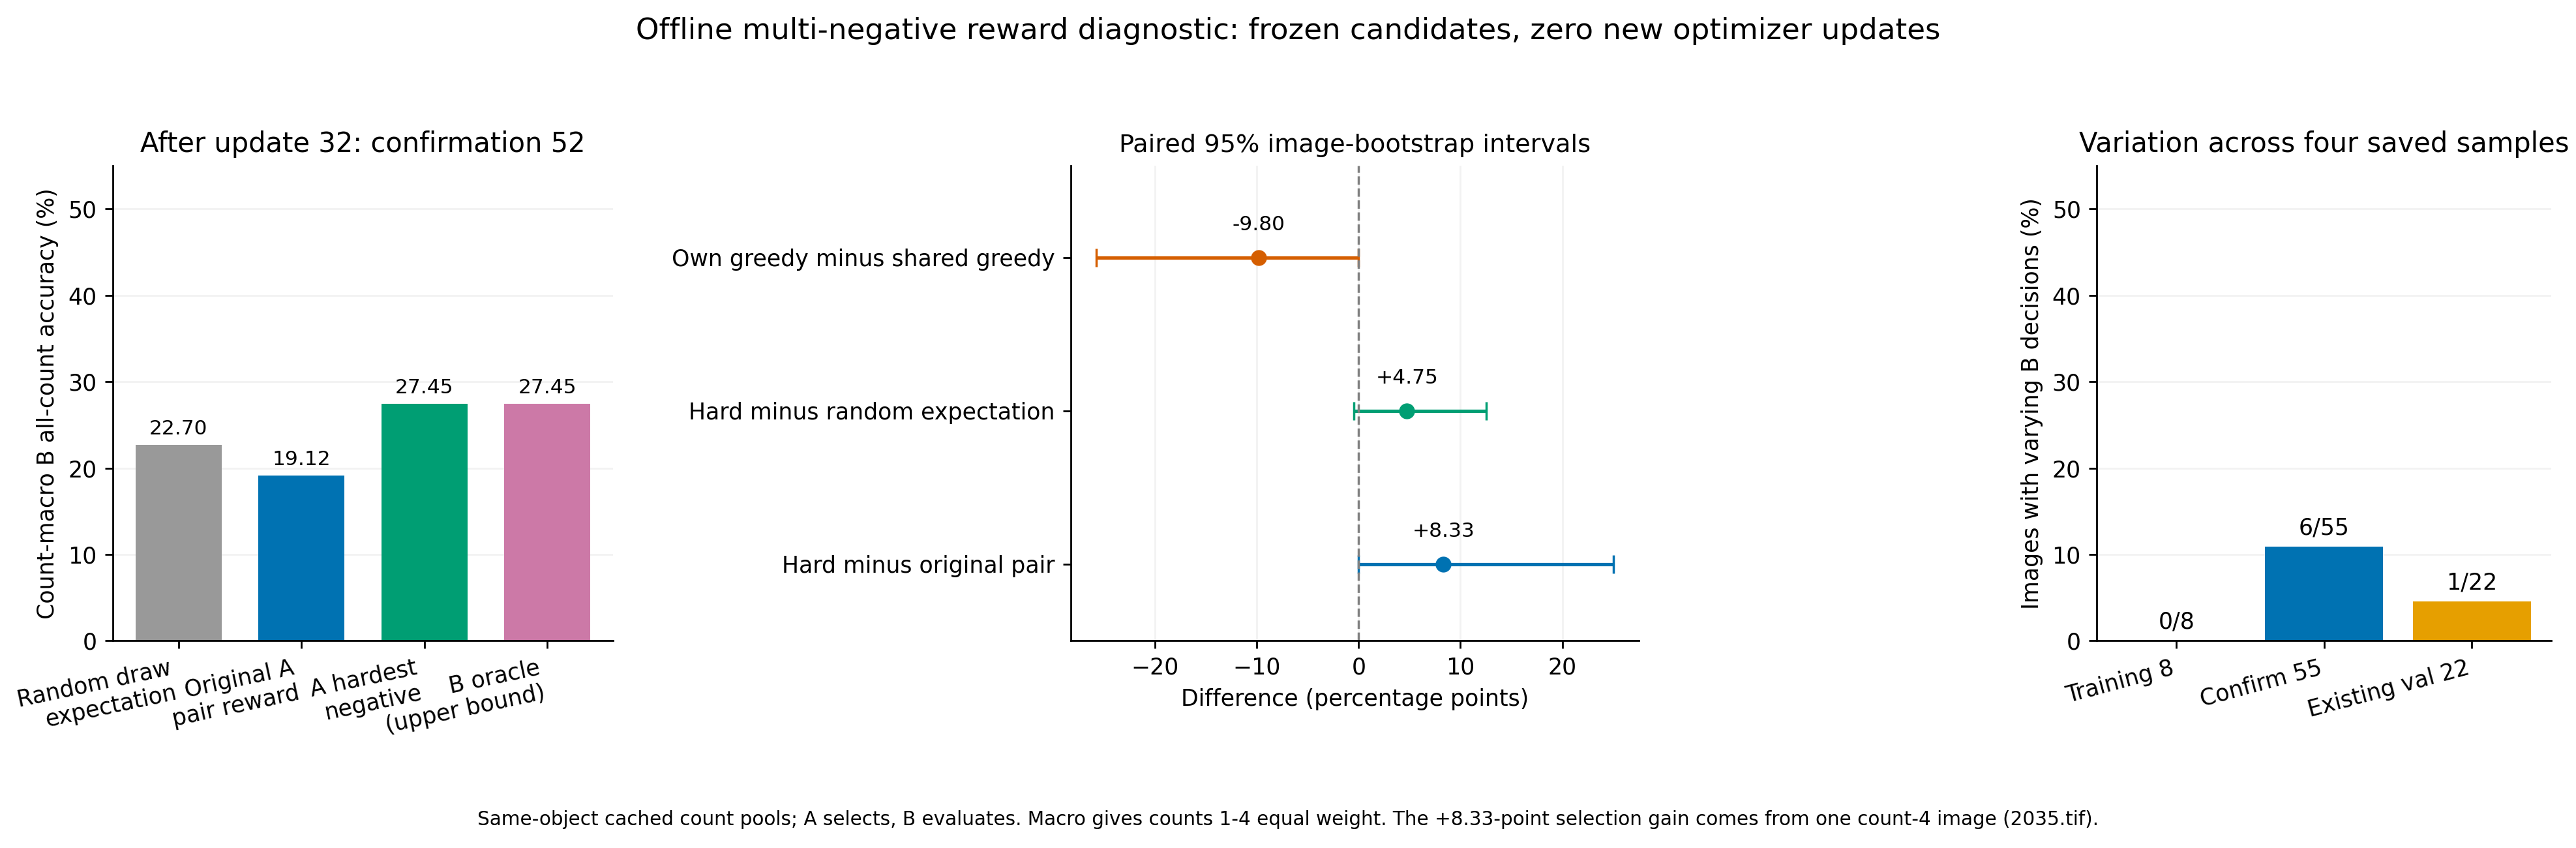 Offline multi-negative reward diagnostic: frozen candidates, zero new optimizer updates
After update 32: confirmation 52
Count-macro B all-count accuracy (%)
50
40
30
20
10
0
22.70
19.12
27.45
27.45
Random draw
expectation
Original A
pair reward
A hardest
negative
B oracle
(upper bound)
Paired 95% image-bootstrap intervals
Own greedy minus shared greedy
Hard minus random expectation
Hard minus original pair
-9.80
+4.75
+8.33
−20
−10
0
10
20
Difference (percentage points)
Variation across four saved samples
Images with varying B decisions (%)
50
40
30
20
10
0
0/8
6/55
1/22
Training 8
Confirm 55
Existing val 22
Same-object cached count pools; A selects, B evaluates. Macro gives counts 1-4 equal weight. The +8.33-point selection gain comes from one count-4 image (2035.tif).